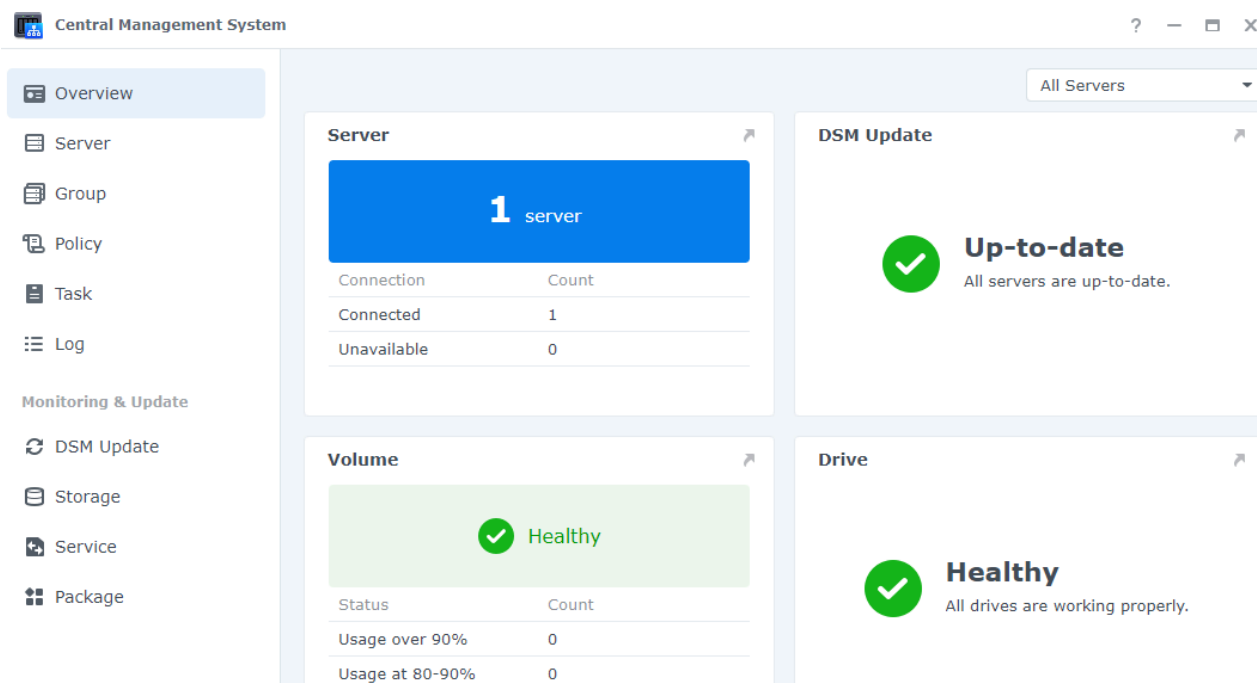 Central Management System
?
Overview
Server
Group
Policy
Task
Log
Monitoring & Update
DSM Update
Storage
Service
Package
All Servers
Server
1 server
Connection Count
Connected 1
Unavailable 0
DSM Update
Up-to-date
All servers are up-to-date.
Volume
Healthy
Status Count
Usage over 90% 0
Usage at 80-90% 0
Drive
Healthy
All drives are working properly.